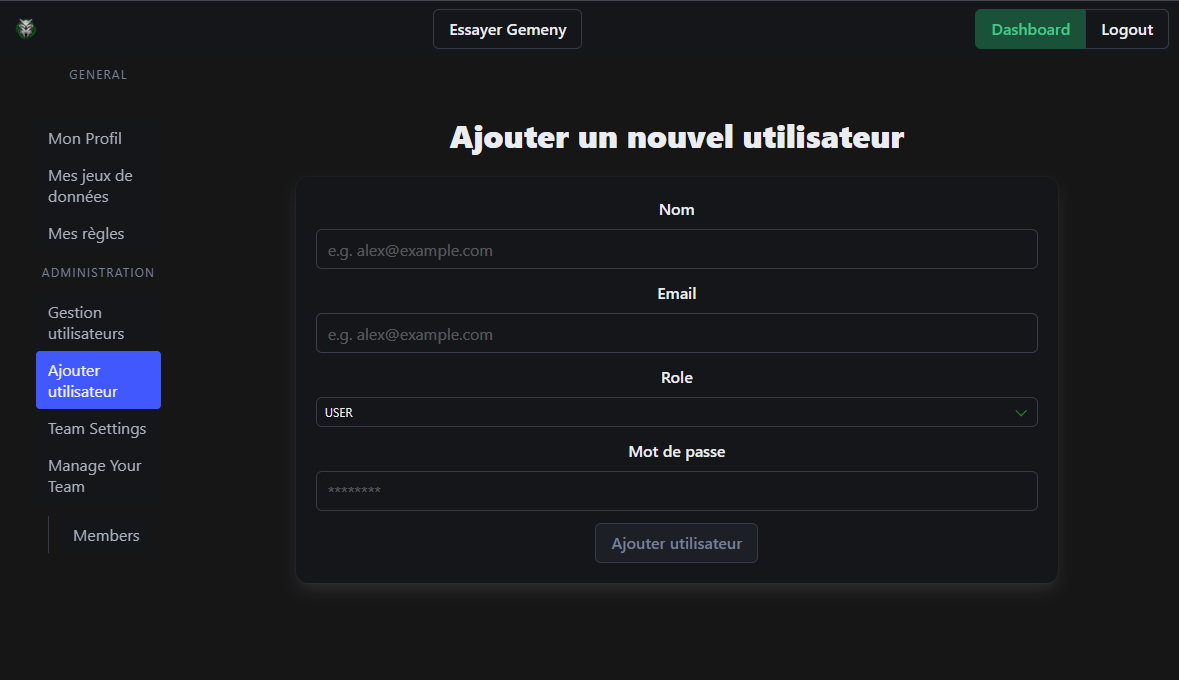 Essayer Gemeny
Dashboard
Logout
GENERAL
Mon Profil
Mes jeux de
données
Mes règles
ADMINISTRATION
Gestion
utilisateurs
Ajouter
utilisateur
Team Settings
Manage Your
Team
Members
Ajouter un nouvel utilisateur
Nom
e.g. alex@example.com
Email
e.g. alex@example.com
Role
USER
Mot de passe
********
Ajouter utilisateur